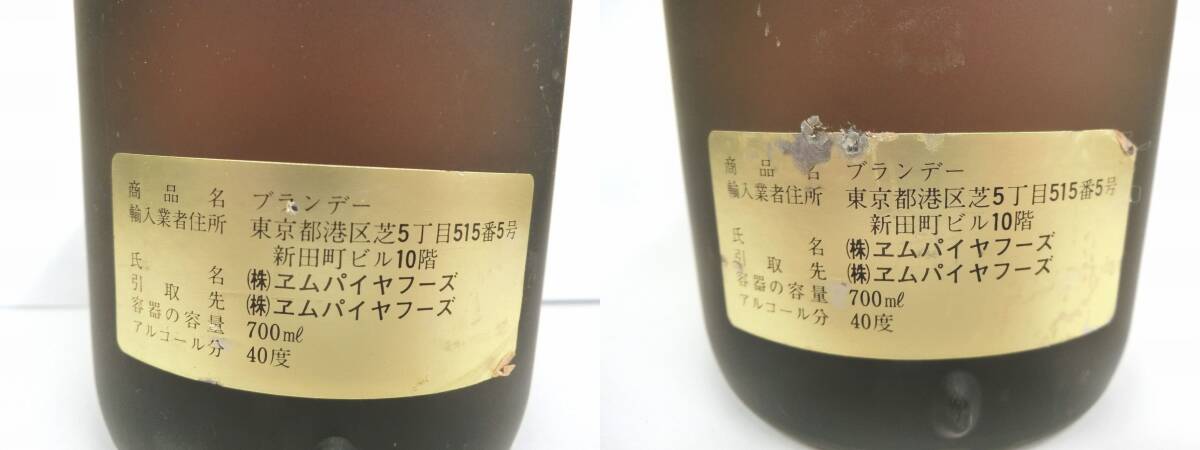 商品名 ブランデー
輸入業者住所 東京都港区芝5丁目515番5号
新田町ビル10階
氏名 (株)ヱムパイヤフーズ
引取先 (株)ヱムパイヤフーズ
容器の容量 700mℓ
アルコール分 40度
商品名 ブランデー
輸入業者住所 東京都港区芝5丁目515番5号
新田町ビル10階
氏名 (株)ヱムパイヤフーズ
引取先 (株)ヱムパイヤフーズ
容器の容量 700mℓ
アルコール分 40度